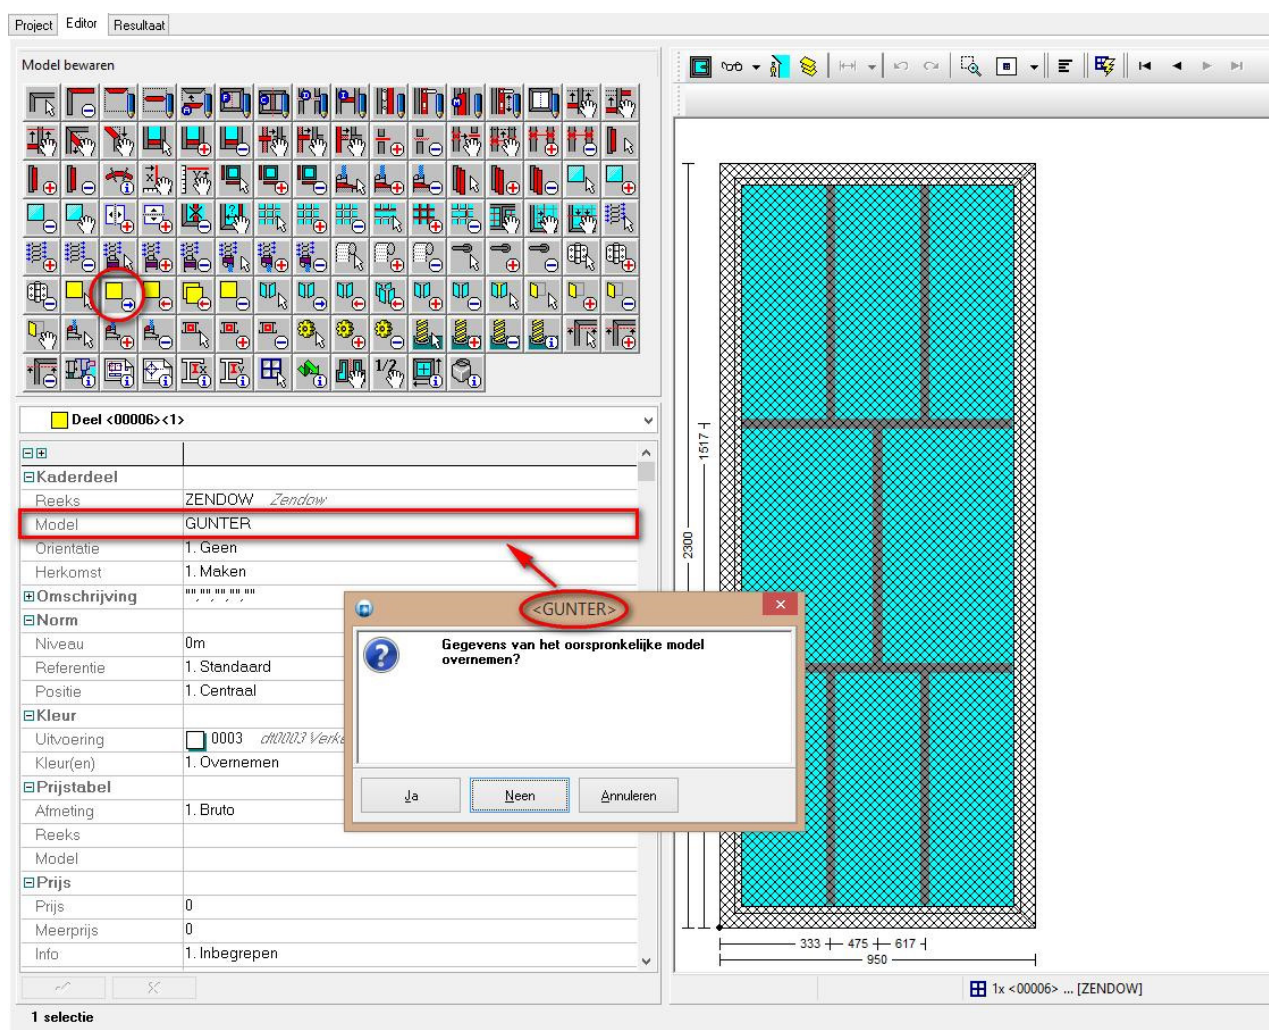 Project Editor Resultaat
Model bewaren
Deel <00006><1>
Kaderdeel
Reeks ZENDOW Zendow
Model GUNTER
Orientatie 1. Geen
Herkomst 1. Maken
Omschrijving "", "", "", "", ""
Norm
Niveau 0m
Referentie 1. Standaard
Positie 1. Centraal
Kleur
Uitvoering 0003 dt0003 Verke
Kleur(en) 1. Overnemen
Prijstabel
Afmeting 1. Bruto
Reeks
Model
Prijs
Prijs 0
Meerprijs 0
Info 1. Inbegrepen
1 selectie
<GUNTER>
Gegevens van het oorspronkelijke model
overnemen?
Ja Neen Annuleren
1517
2300
333 475 617
950
1x <00006> ... [ZENDOW]